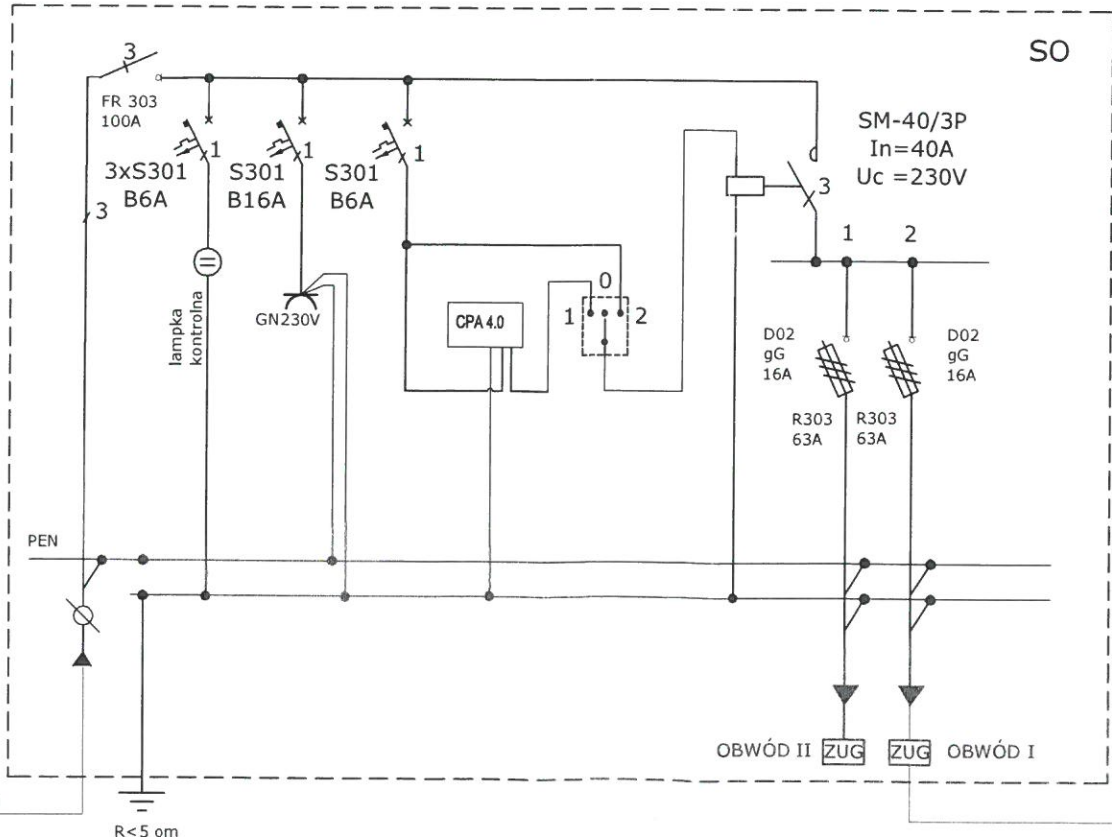 SO
3
FR 303
100A
3
1
3xS301
B6A
1
S301
B16A
1
S301
B6A
lampka
kontrolna
GN230V
CPA 4.0
0
1
2
SM-40/3P
In=40A
Uc =230V
3
1
2
D02
gG
16A
D02
gG
16A
R303
63A
R303
63A
PEN
OBWÓD II
ZUG
ZUG
OBWÓD I
R<5 om